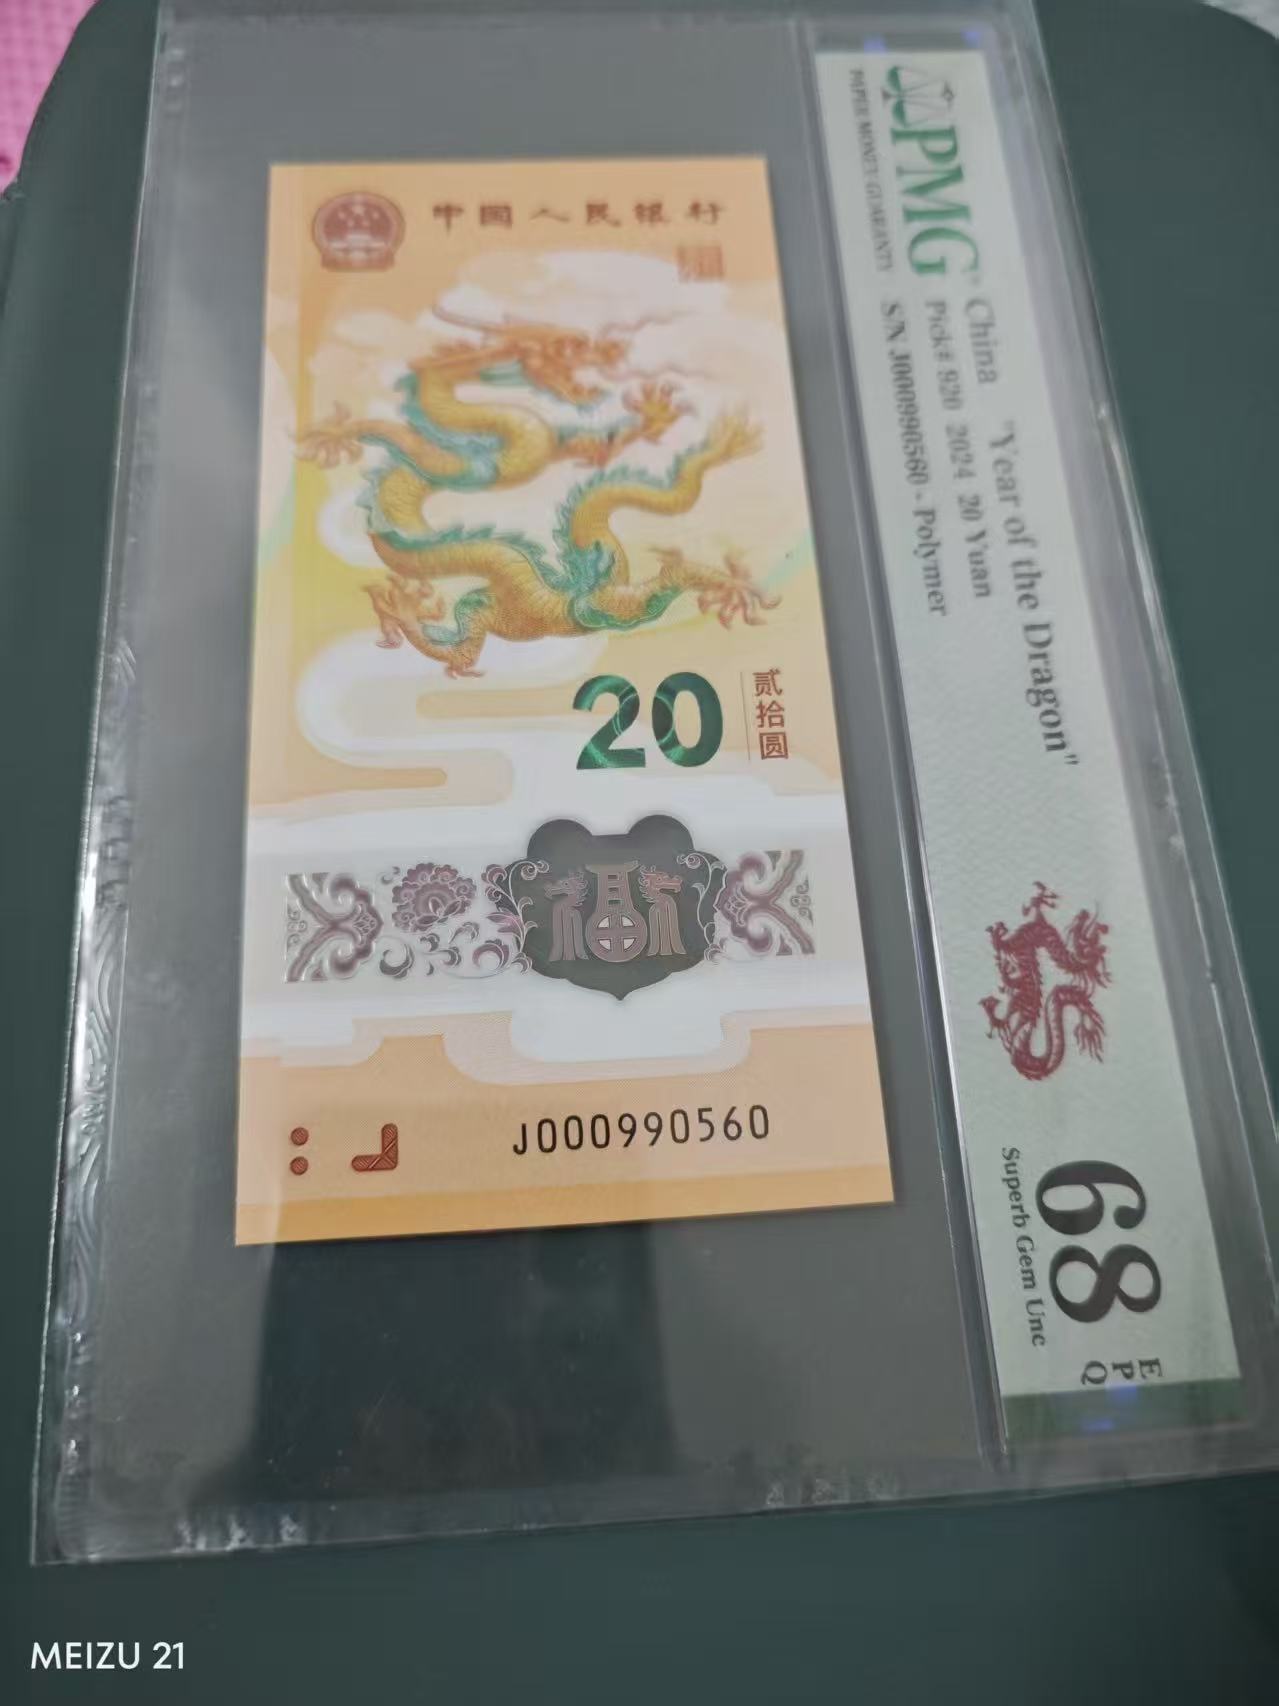 中国人民银行
20
贰拾圆
福
J000990560
PMG
PAPER MONEY GUARANTY
China "Year of the Dragon"
Pick# 920 2024 20 Yuan
S/N J000990560 - Polymer
68
EPQ
Superb Gem Unc
MEIZU 21